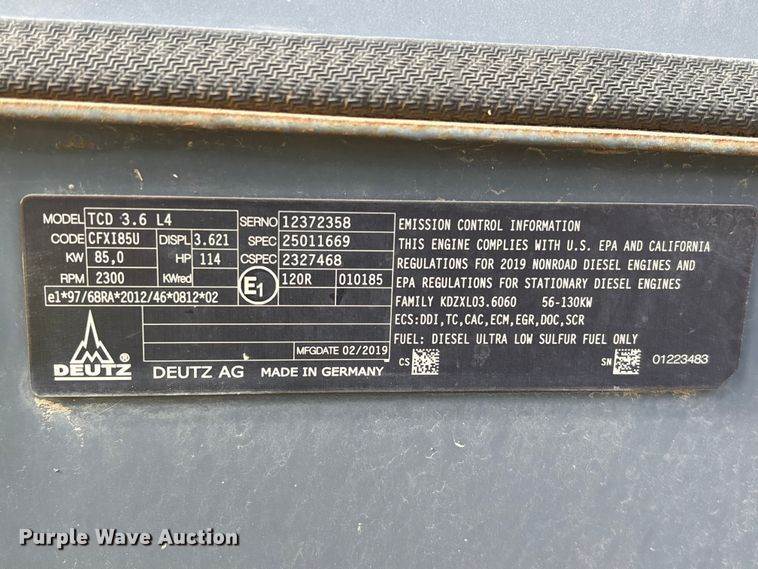 MODEL TCD 3.6 L4
CODE CFXI85U DISPL 3.621
KW 85,0 HP 114
RPM 2300 KWred
e1*97/68RA*2012/46*0812*02
SERNO 12372358
SPEC 25011669
CSPEC 2327468
E1 120R 010185
MFGDATE 02/2019
DEUTZ ®
DEUTZ AG MADE IN GERMANY
EMISSION CONTROL INFORMATION
THIS ENGINE COMPLIES WITH U.S. EPA AND CALIFORNIA
REGULATIONS FOR 2019 NONROAD DIESEL ENGINES AND
EPA REGULATIONS FOR STATIONARY DIESEL ENGINES.
FAMILY KDZXL03.6060 56-130KW
ECS:DDI,TC,CAC,ECM,EGR,DOC,SCR
FUEL: DIESEL ULTRA LOW SULFUR FUEL ONLY
CS SN 01223483
Purple Wave Auction